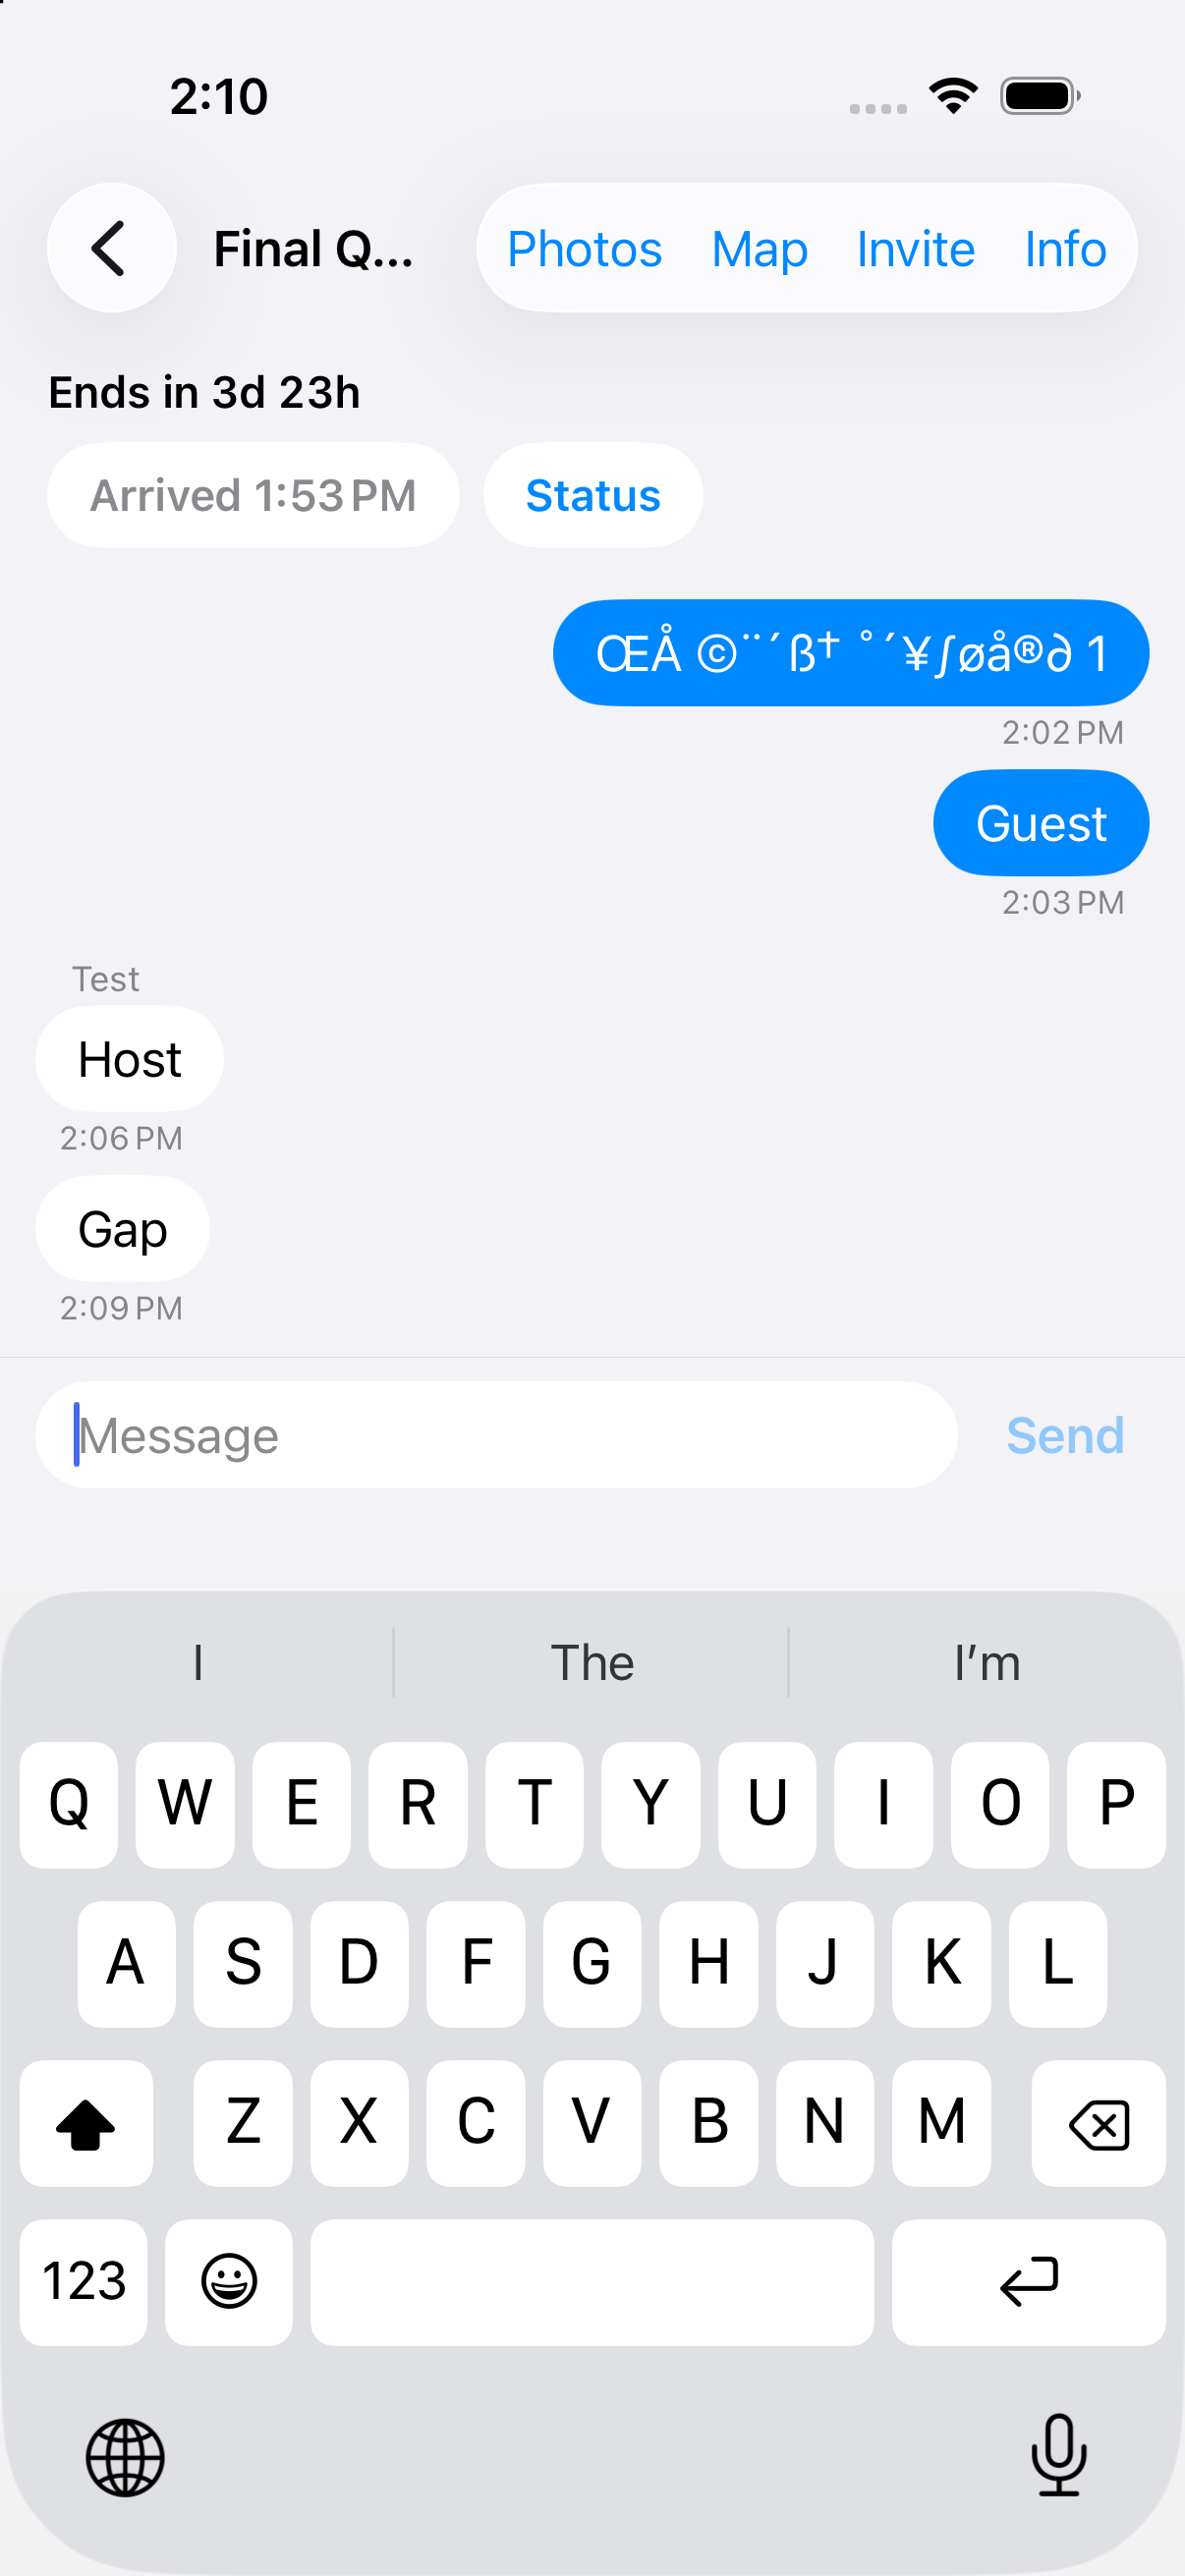 2:10
Final Q... Photos Map Invite Info
Ends in 3d 23h
Arrived 1:53 PM Status
ŒÅ ©¨´ß† ˚´¥∫øå®∂ 1
2:02 PM
Guest
2:03 PM
Test
Host
2:06 PM
Gap
2:09 PM
Message Send
I The I’m
Q W E R T Y U I O P
A S D F G H J K L
Z X C V B N M
123